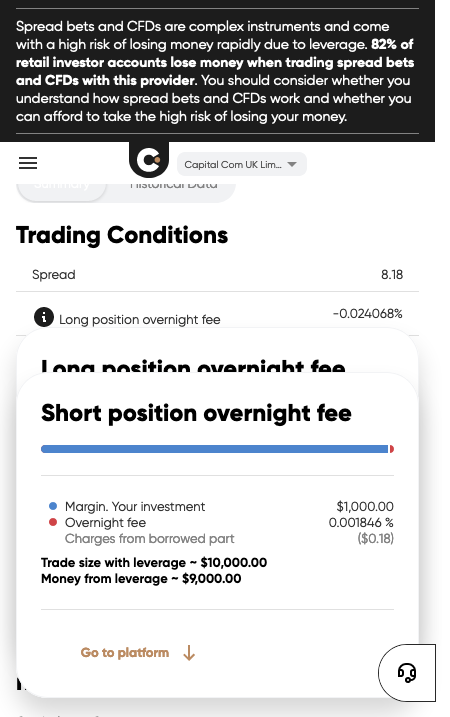 Spread bets and CFDs are complex instruments and come
with a high risk of losing money rapidly due to leverage. 82% of
retail investor accounts lose money when trading spread bets
and CFDs with this provider. You should consider whether you
understand how spread bets and CFDs work and whether you
can afford to take the high risk of losing your money.
Capital Com UK Lim...
Summary Historical Data
Trading Conditions
Spread 8.18
Long position overnight fee -0.024068%
Long position overnight fee
Short position overnight fee
Margin. Your investment $1,000.00
Overnight fee 0.001846 %
Charges from borrowed part ($0.18)
Trade size with leverage ~ $10,000.00
Money from leverage ~ $9,000.00
Go to platform